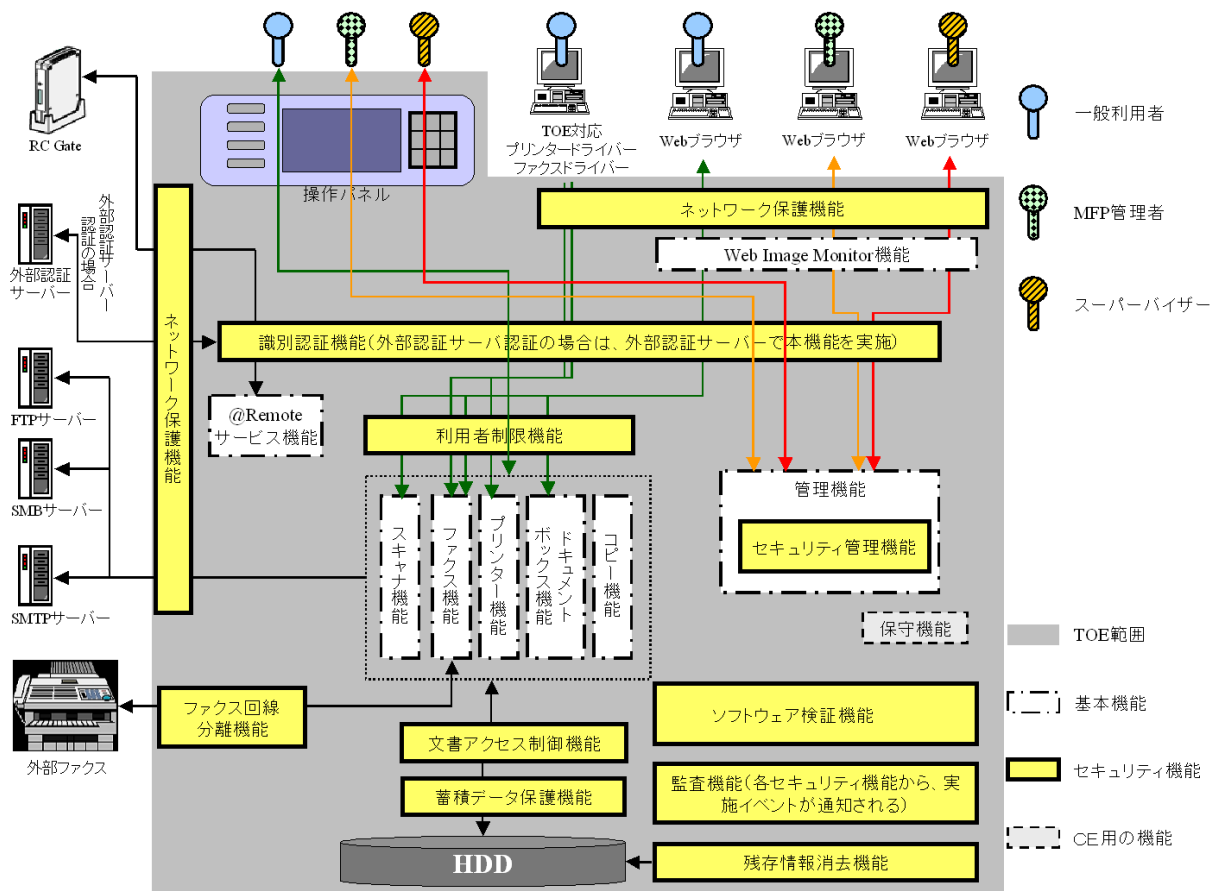 RC Gate
操作パネル
TOE対応
プリンタードライバー
ファクスドライバー
Webブラウザ
Webブラウザ
Webブラウザ
一般利用者
MFP管理者
スーパーバイザー
ネットワーク保護機能
Web Image Monitor機能
外部認証サーバー
認証の場合
外部認証
サーバー
ネットワーク保護機能
識別認証機能(外部認証サーバ認証の場合は、外部認証サーバーで本機能を実施)
FTPサーバー
@Remote
サービス機能
利用者制限機能
SMBサーバー
管理機能
セキュリティ管理機能
スキャナ機能
ファクス機能
プリンター機能
ドキュメント
ボックス機能
コピー機能
SMTPサーバー
保守機能
TOE範囲
ファクス回線
分離機能
外部ファクス
文書アクセス制御機能
ソフトウェア検証機能
基本機能
蓄積データ保護機能
監査機能(各セキュリティ機能から、実
施イベントが通知される)
セキュリティ機能
HDD
残存情報消去機能
CE用の機能